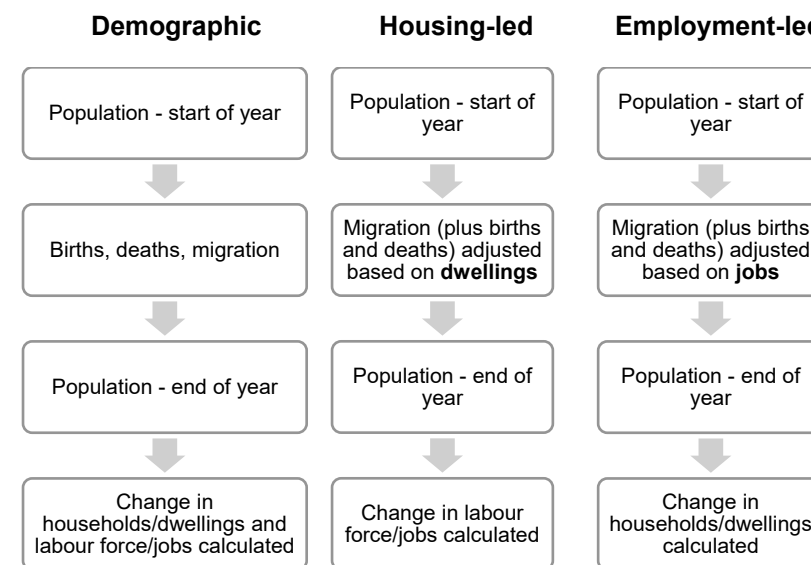 Demographic
Population - start of year
Births, deaths, migration
Population - end of year
Change in
households/dwellings and
labour force/jobs calculated
Housing-led
Population - start of
year
Migration (plus births
and deaths) adjusted
based on dwellings
Population - end of
year
Change in labour
force/jobs calculated
Employment-led
Population - start of
year
Migration (plus births
and deaths) adjusted
based on jobs
Population - end of
year
Change in
households/dwellings
calculated